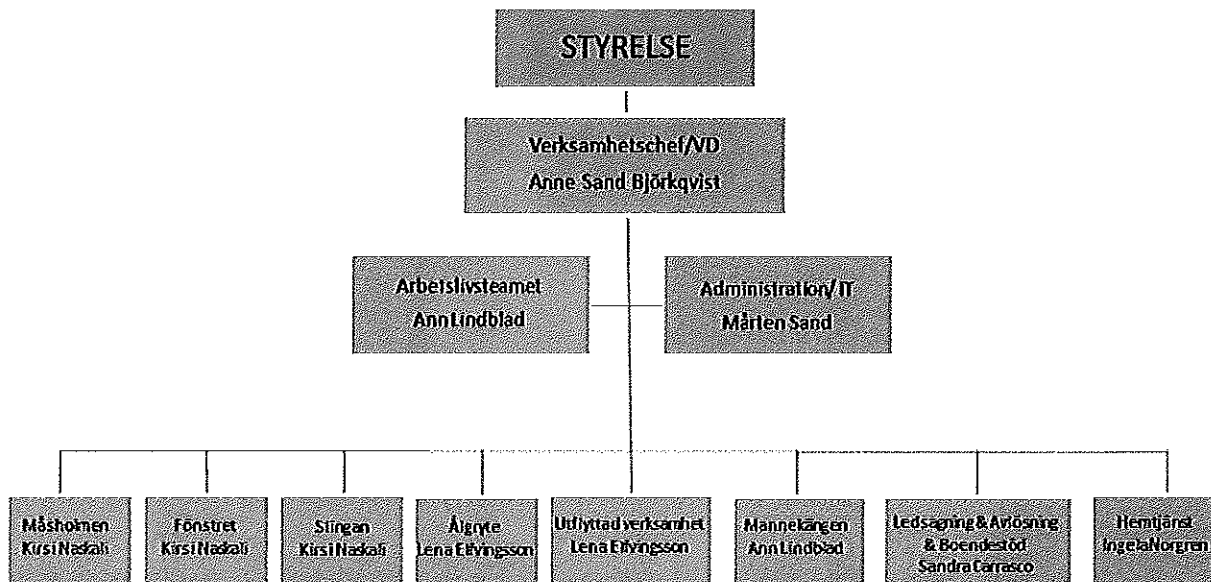 STYRELSE
Verksamhetschef/VD
Anne Sand Björkqvist
Arbetslivsteamet
Ann Lindblad
Administration/IT
Mårten Sand
Måsholmen
Kirsi Naskali
Fönstret
Kirsi Naskali
Slingan
Kirsi Naskali
Ålgryte
Lena Elfvingsson
Utflyttad verksamhet
Lena Elfvingsson
Mannekängen
Ann Lindblad
Ledsagning & Avlösning
& Boendestöd
Sandra Carrasco
Hemtjänst
Ingela Norgren